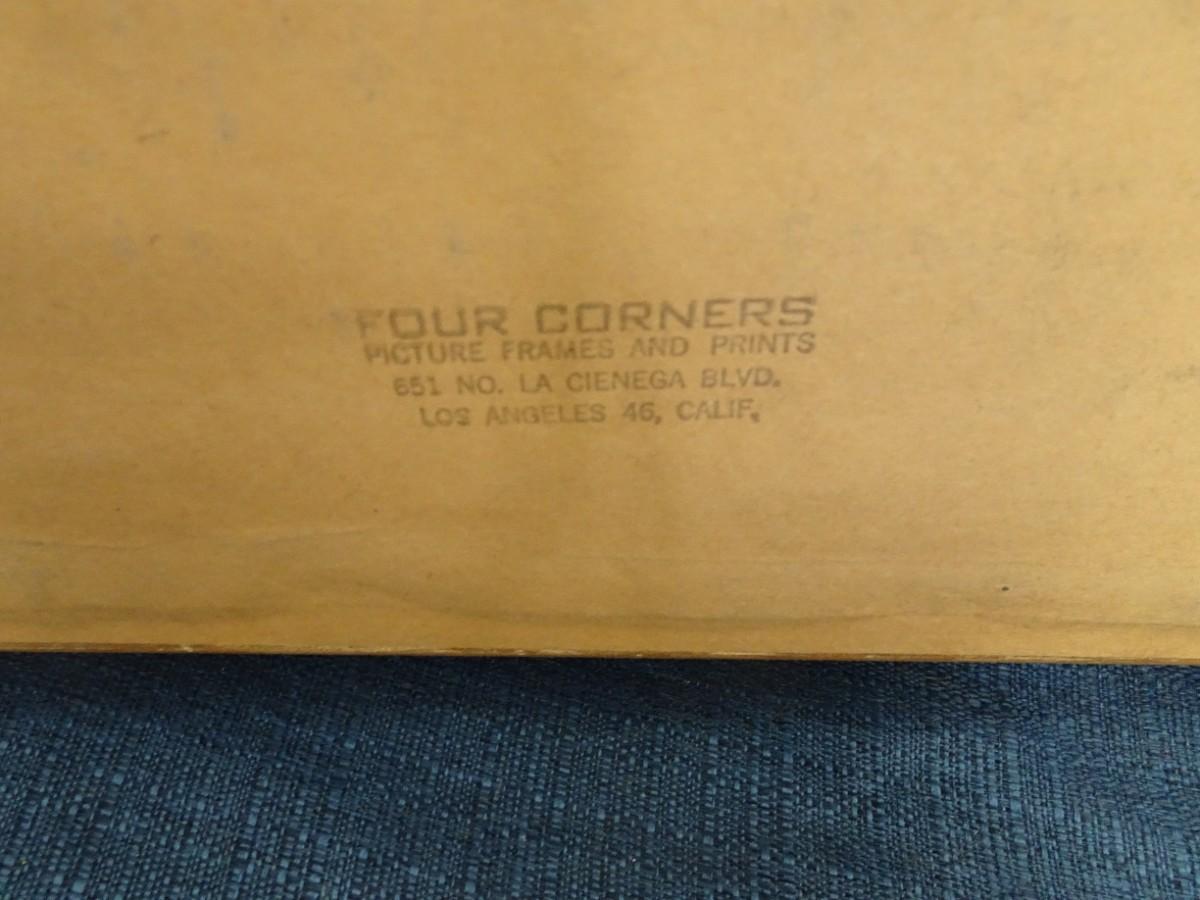 FOUR CORNERS
PICTURE FRAMES AND PRINTS
651 NO. LA CIENEGA BLVD.
LOS ANGELES 46, CALIF.